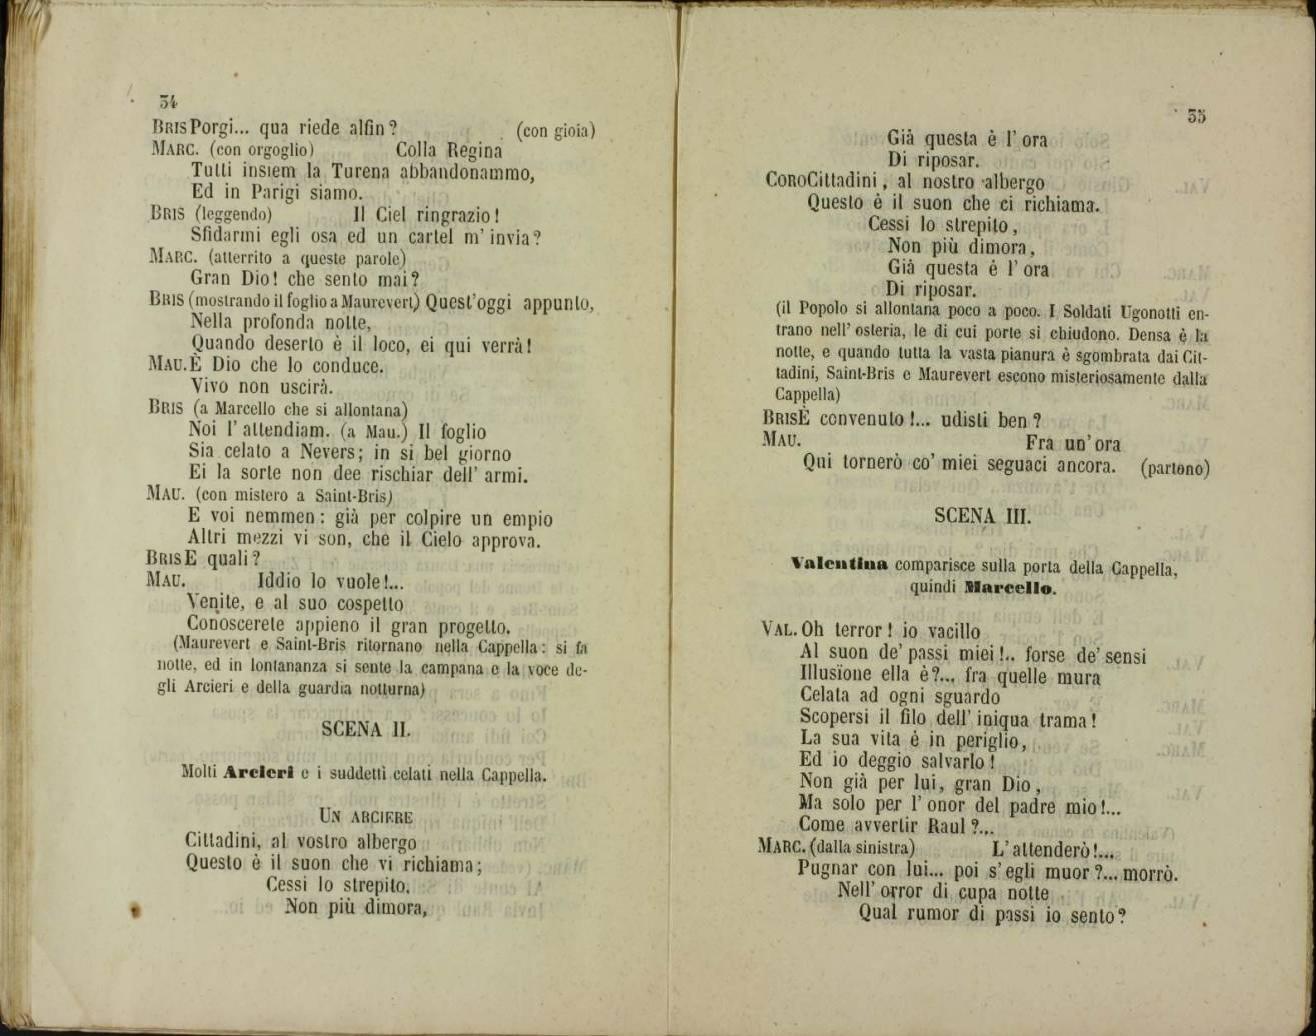 34
BRIS Porgi... qua riede alfin? (con gioia)
MARC. (con orgoglio) Colla Regina
Tutti insiem la Turena abbandonammo,
Ed in Parigi siamo.
BRIS (leggendo) Il Ciel ringrazio!
Sfidarmi egli osa ed un cartel m' invia?
MARC. (atterrito a queste parole)
Gran Dio! che sento mai?
BRIS (mostrando il foglio a Maurevert) Quest'oggi appunto,
Nella profonda notte,
Quando deserto è il loco, ei qui verrà!
MAU. È Dio che lo conduce.
Vivo non uscirà.
BRIS (a Marcello che si allontana)
Noi l' attendiam. (a MAU.) Il foglio
Sia celato a Nevers; in si bel giorno
Ei la sorte non dee rischiar dell' armi.
MAU. (con mistero a Saint-Bris)
E voi nemmen: già per colpire un empio
Altri mezzi vi son, che il Cielo approva.
BRIS E quali?
MAU. Iddio lo vuole!...
Venite, e al suo cospetto
Conoscerete appieno il gran progetto.
(Maurevert e Saint-Bris ritornano nella Cappella: si fa
notte, ed in lontananza si sente la campana e la voce de-
gli Arcieri e della guardia notturna)
SCENA II.
Molti Arcieri e i suddetti celati nella Cappella.
UN ARCIERE
Cittadini, al vostro albergo
Questo è il suon che vi richiama;
Cessi lo strepito,
Non più dimora,
35
Già questa è l' ora
Di riposar.
CORO Cittadini, al nostro albergo
Questo è il suon che ci richiama.
Cessi lo strepito,
Non più dimora,
Già questa è l' ora
Di riposar.
(il Popolo si allontana poco a poco. I Soldati Ugonotti en-
trano nell' osteria, le di cui porte si chiudono. Densa è la
notte, e quando tutta la vasta pianura è sgombrata dai Cit-
tadini, Saint-Bris e Maurevert escono misteriosamente dalla
Cappella)
BRIS È convenuto!... udisti ben?
MAU. Fra un' ora
Qui tornerò co' miei seguaci ancora. (partono)
SCENA III.
Valentina comparisce sulla porta della Cappella,
quindi Marcello.
VAL. Oh terror! io vacillo
Al suon de' passi miei!.. forse de' sensi
Illusïone ella è?... fra quelle mura
Celata ad ogni sguardo
Scopersi il filo dell' iniqua trama!
La sua vita è in periglio,
Ed io deggio salvarlo!
Non già per lui, gran Dio,
Ma solo per l' onor del padre mio!...
Come avvertir Raul?...
MARC. (dalla sinistra) L' attenderò!...
Pugnar con lui... poi s' egli muor?... morrò.
Nell' orror di cupa notte
Qual rumor di passi io sento?